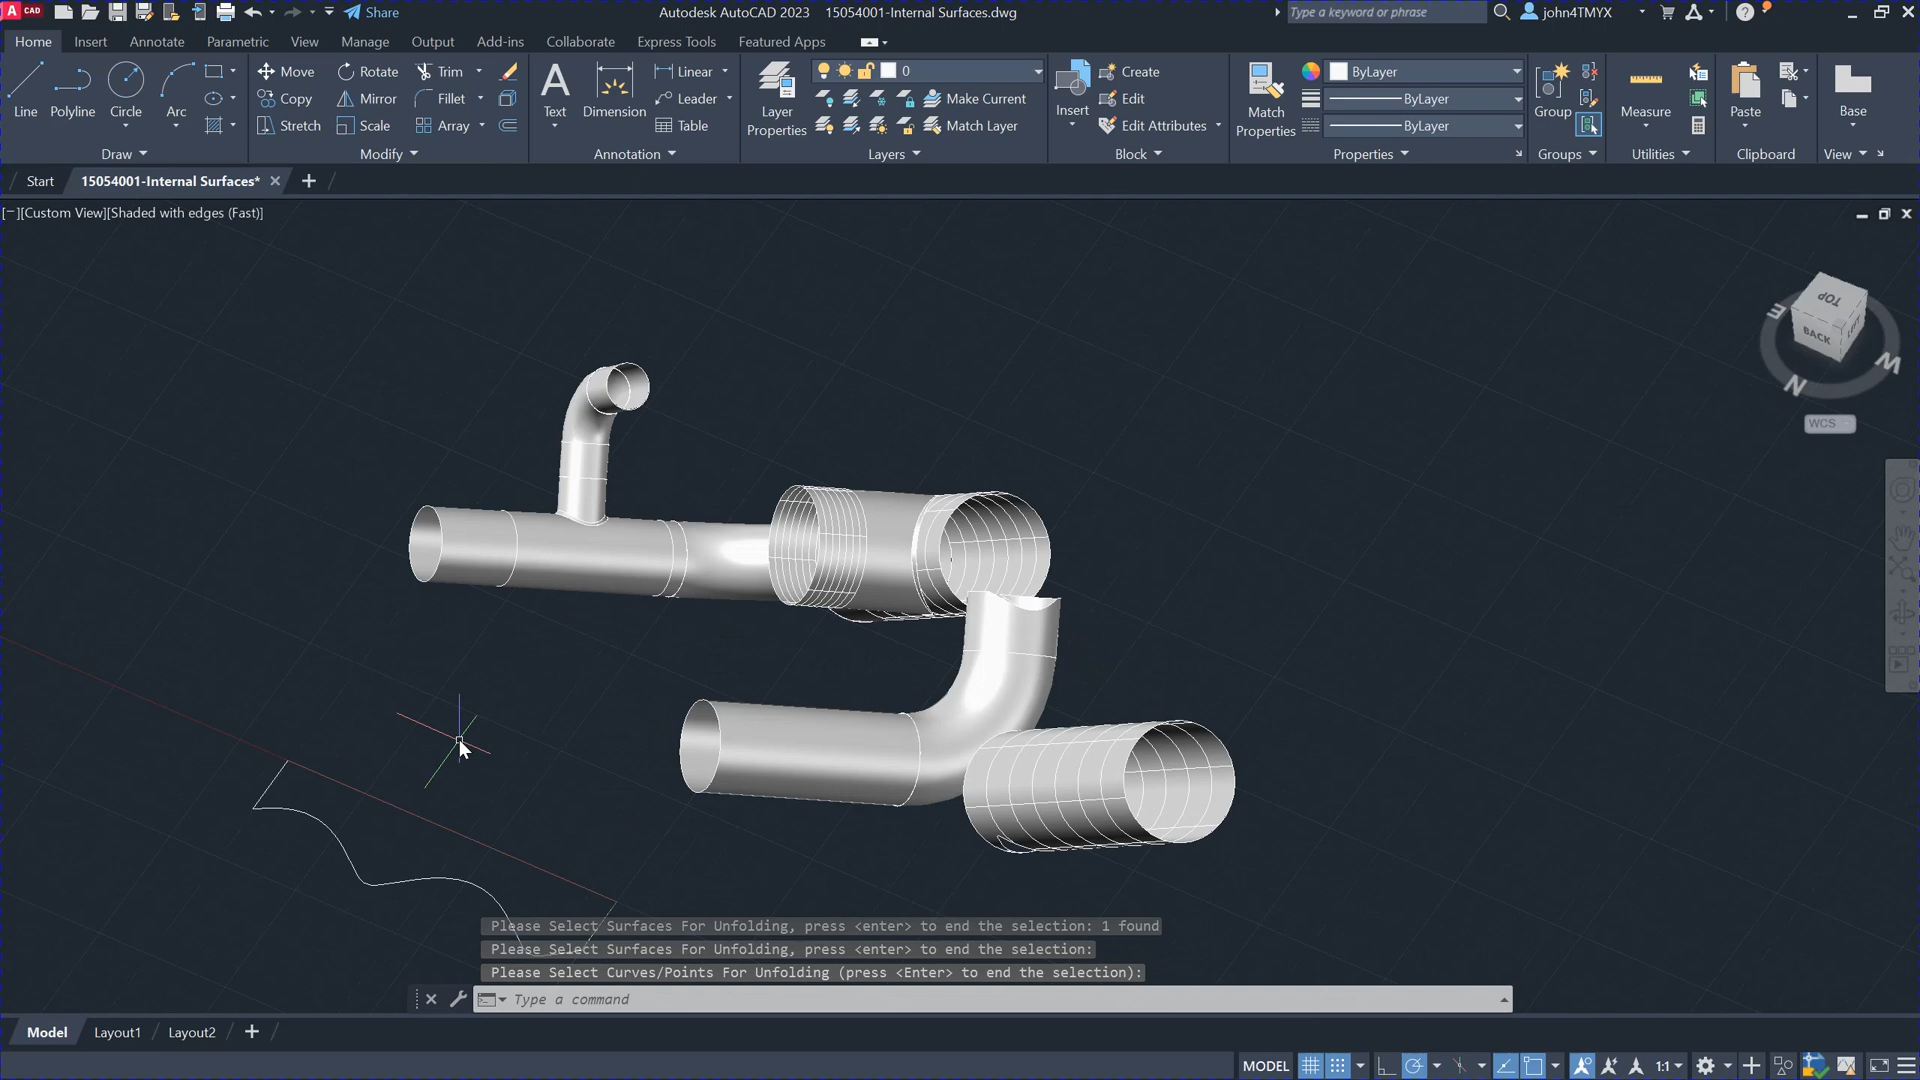 A CAD
Share
Autodesk AutoCAD 2023 15054001-Internal Surfaces.dwg
Type a keyword or phrase
john4TMYX
Home Insert Annotate Parametric View Manage Output Add-ins Collaborate Express Tools Featured Apps
Line Polyline Circle Arc
Move Rotate Trim
Copy Mirror Fillet
Stretch Scale Array
Text Dimension
Linear
Leader
Table
Layer Properties
0
Make Current
Match Layer
Insert
Create
Edit
Edit Attributes
Match Properties
ByLayer
ByLayer
ByLayer
Group Measure Paste Base
Draw Modify Annotation Layers Block Properties Groups Utilities Clipboard View
Start 15054001-Internal Surfaces*
[−][Custom View][Shaded with edges (Fast)]
TOP
BACK
LEFT
E
W
N
WCS
Please Select Surfaces For Unfolding, press <enter> to end the selection: 1 found
Please Select Surfaces For Unfolding, press <enter> to end the selection:
Please Select Curves/Points For Unfolding (press <Enter> to end the selection):
Type a command
Model Layout1 Layout2
MODEL
1:1